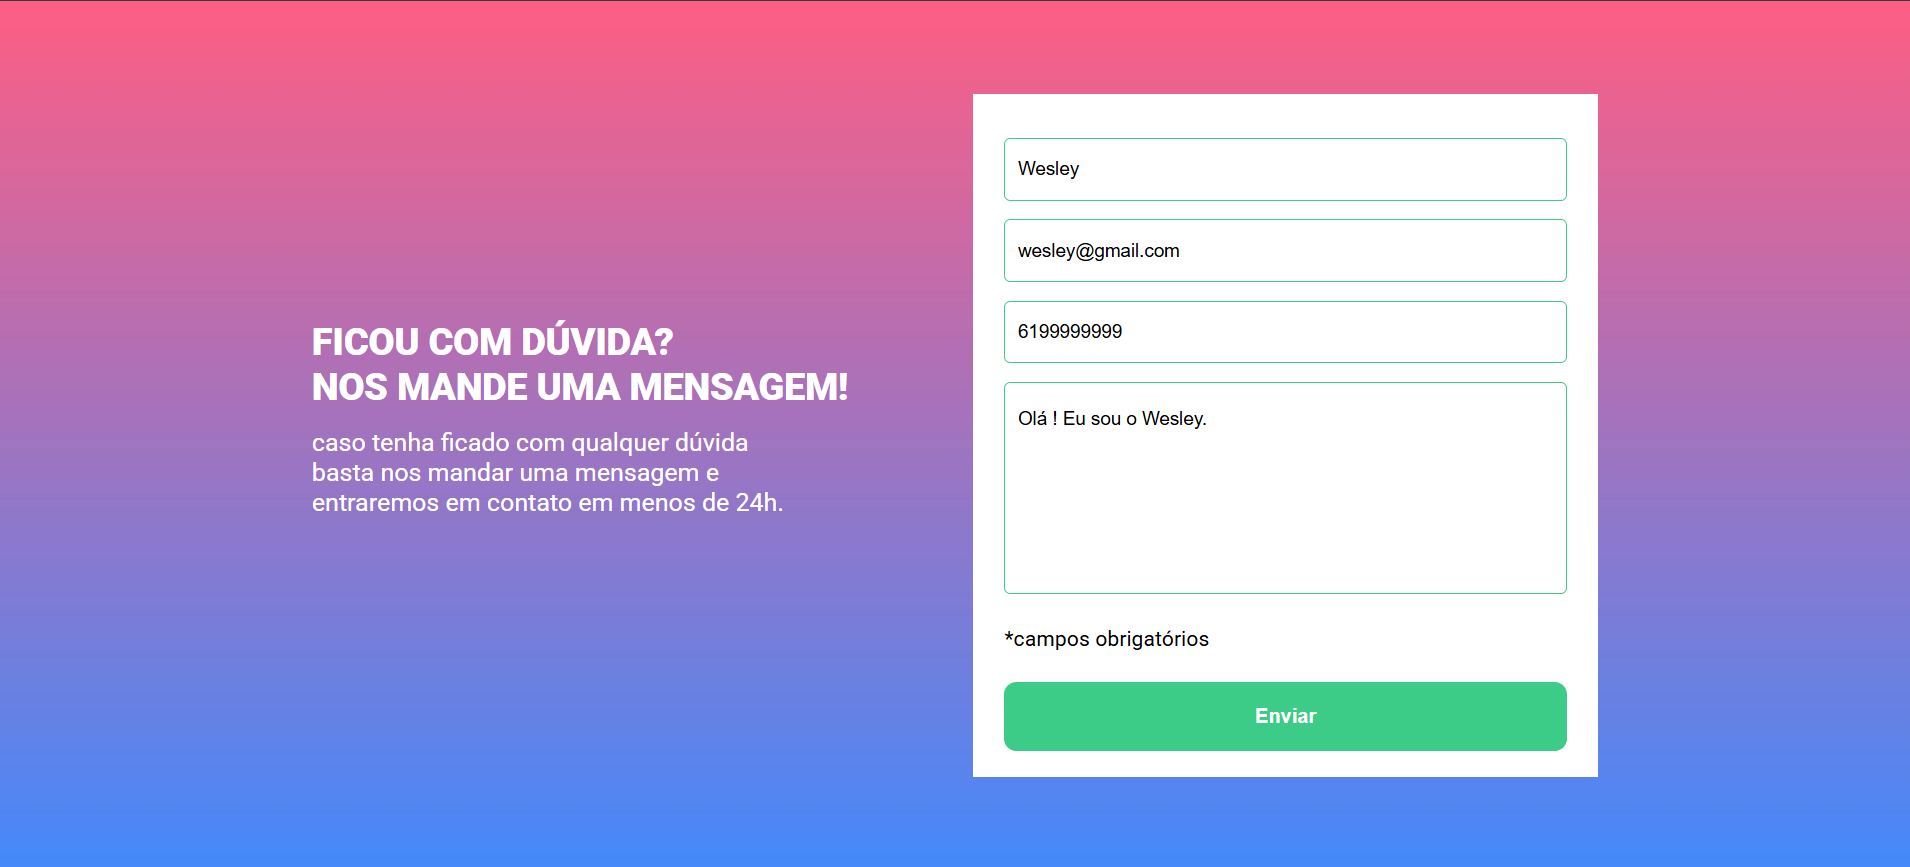 FICOU COM DÚVIDA?
NOS MANDE UMA MENSAGEM!
caso tenha ficado com qualquer dúvida
basta nos mandar uma mensagem e
entraremos em contato em menos de 24h.
Wesley
wesley@gmail.com
6199999999
Olá ! Eu sou o Wesley.
*campos obrigatórios
Enviar